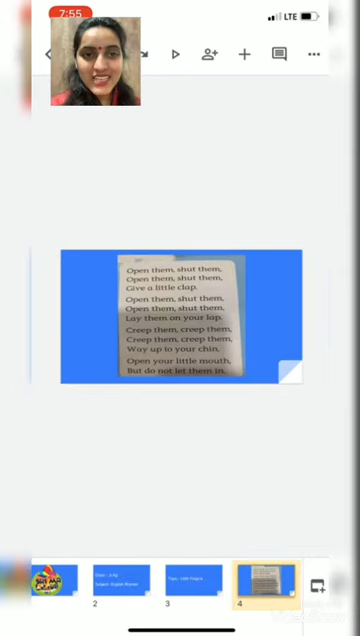 7:55
LTE
Open them, shut them,
Open them, shut them,
Give a little clap.
Open them, shut them,
Open them, shut them,
Lay them on your lap.
Creep them, creep them,
Creep them, creep them,
Way up to your chin,
Open your little mouth,
But do not let them in.
2
3
4